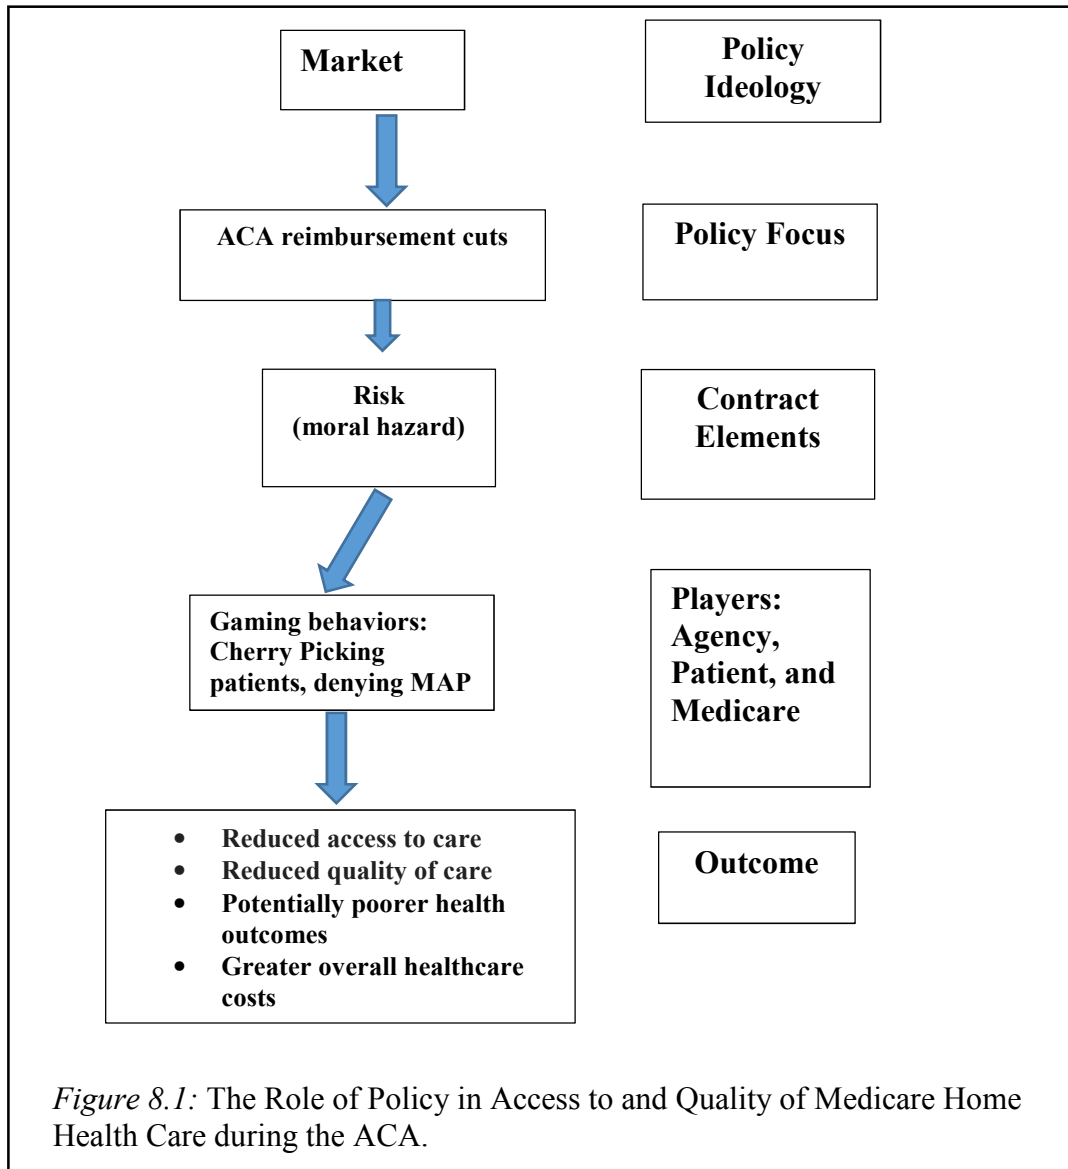 Market
Policy
Ideology
ACA reimbursement cuts
Policy Focus
Risk
(moral hazard)
Contract
Elements
Gaming behaviors:
Cherry Picking
patients, denying MAP
Players:
Agency,
Patient, and
Medicare
• Reduced access to care
• Reduced quality of care
• Potentially poorer health
outcomes
• Greater overall healthcare
costs
Outcome
Figure 8.1: The Role of Policy in Access to and Quality of Medicare Home
Health Care during the ACA.